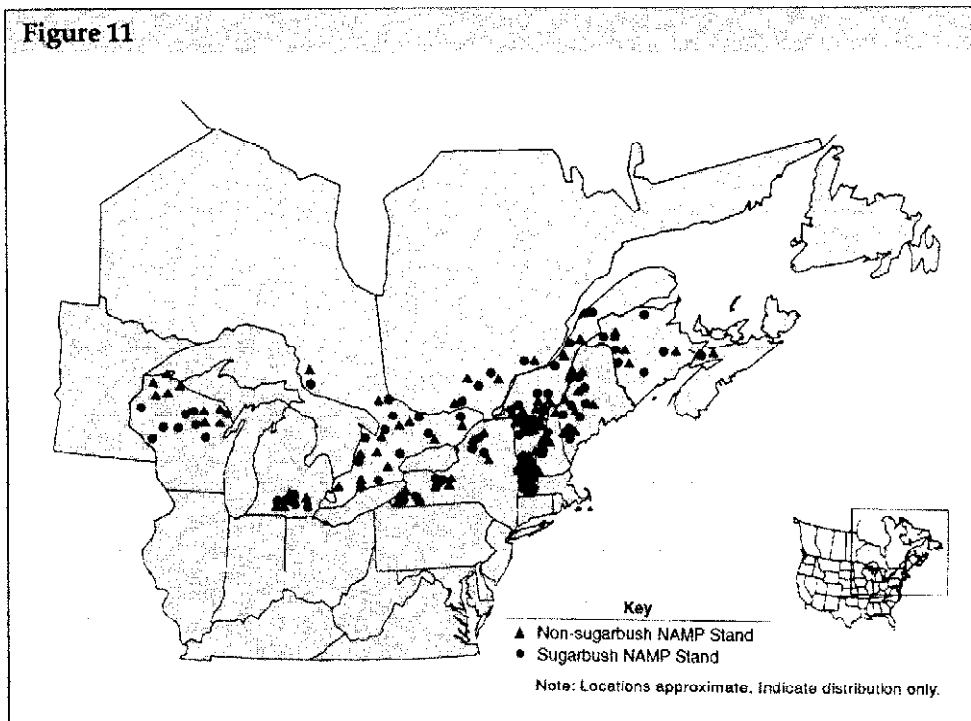 Figure 11
Key
▲ Non-sugarbush NAMP Stand
● Sugarbush NAMP Stand
Note: Locations approximate. Indicate distribution only.